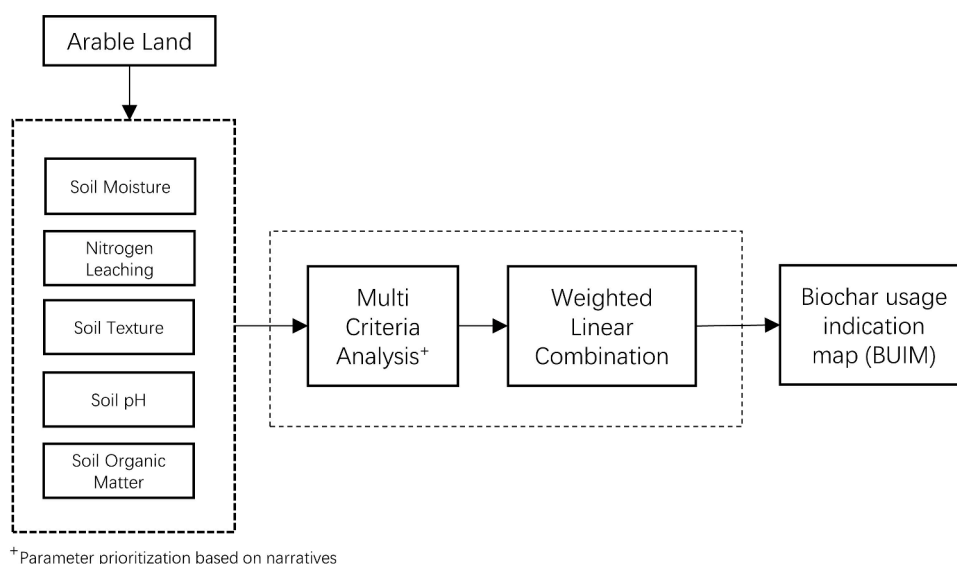 Arable Land
Soil Moisture
Nitrogen
Leaching
Soil Texture
Soil pH
Soil Organic
Matter
Multi
Criteria
Analysis+
Weighted
Linear
Combination
Biochar usage
indication
map (BUIM)
+Parameter prioritization based on narratives